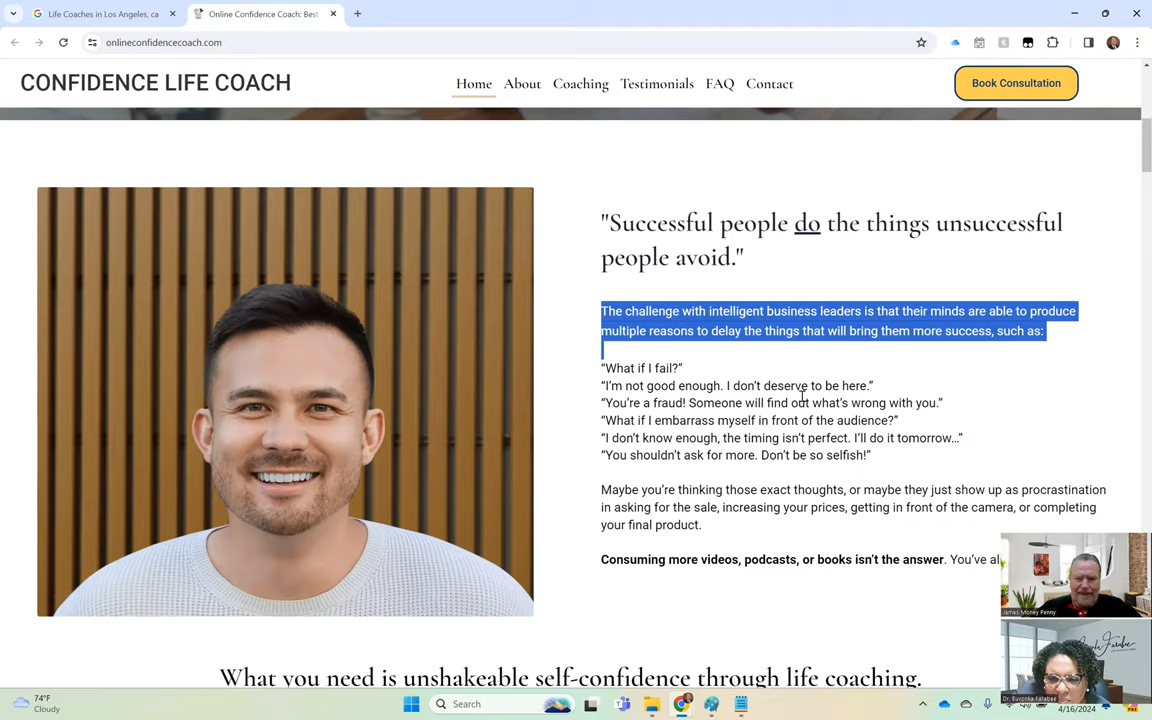 Life Coaches in Los Angeles, ca
Online Confidence Coach: Best
onlineconfidencecoach.com
CONFIDENCE LIFE COACH
Home
About
Coaching
Testimonials
FAQ
Contact
Book Consultation
"Successful people do the things unsuccessful
people avoid."
The challenge with intelligent business leaders is that their minds are able to produce
multiple reasons to delay the things that will bring them more success, such as:
“What if I fail?”
“I’m not good enough. I don’t deserve to be here.”
“You’re a fraud! Someone will find out what’s wrong with you.”
“What if I embarrass myself in front of the audience?”
“I don’t know enough, the timing isn’t perfect. I’ll do it tomorrow…”
“You shouldn’t ask for more. Don’t be so selfish!”
Maybe you’re thinking those exact thoughts, or maybe they just show up as procrastination
in asking for the sale, increasing your prices, getting in front of the camera, or completing
your final product.
Consuming more videos, podcasts, or books isn’t the answer. You’ve al
James Money Penny
What you need is unshakeable self-confidence through life coaching.
Dr. Euvonka Farabee
74°F
Cloudy
Search
4/16/2024